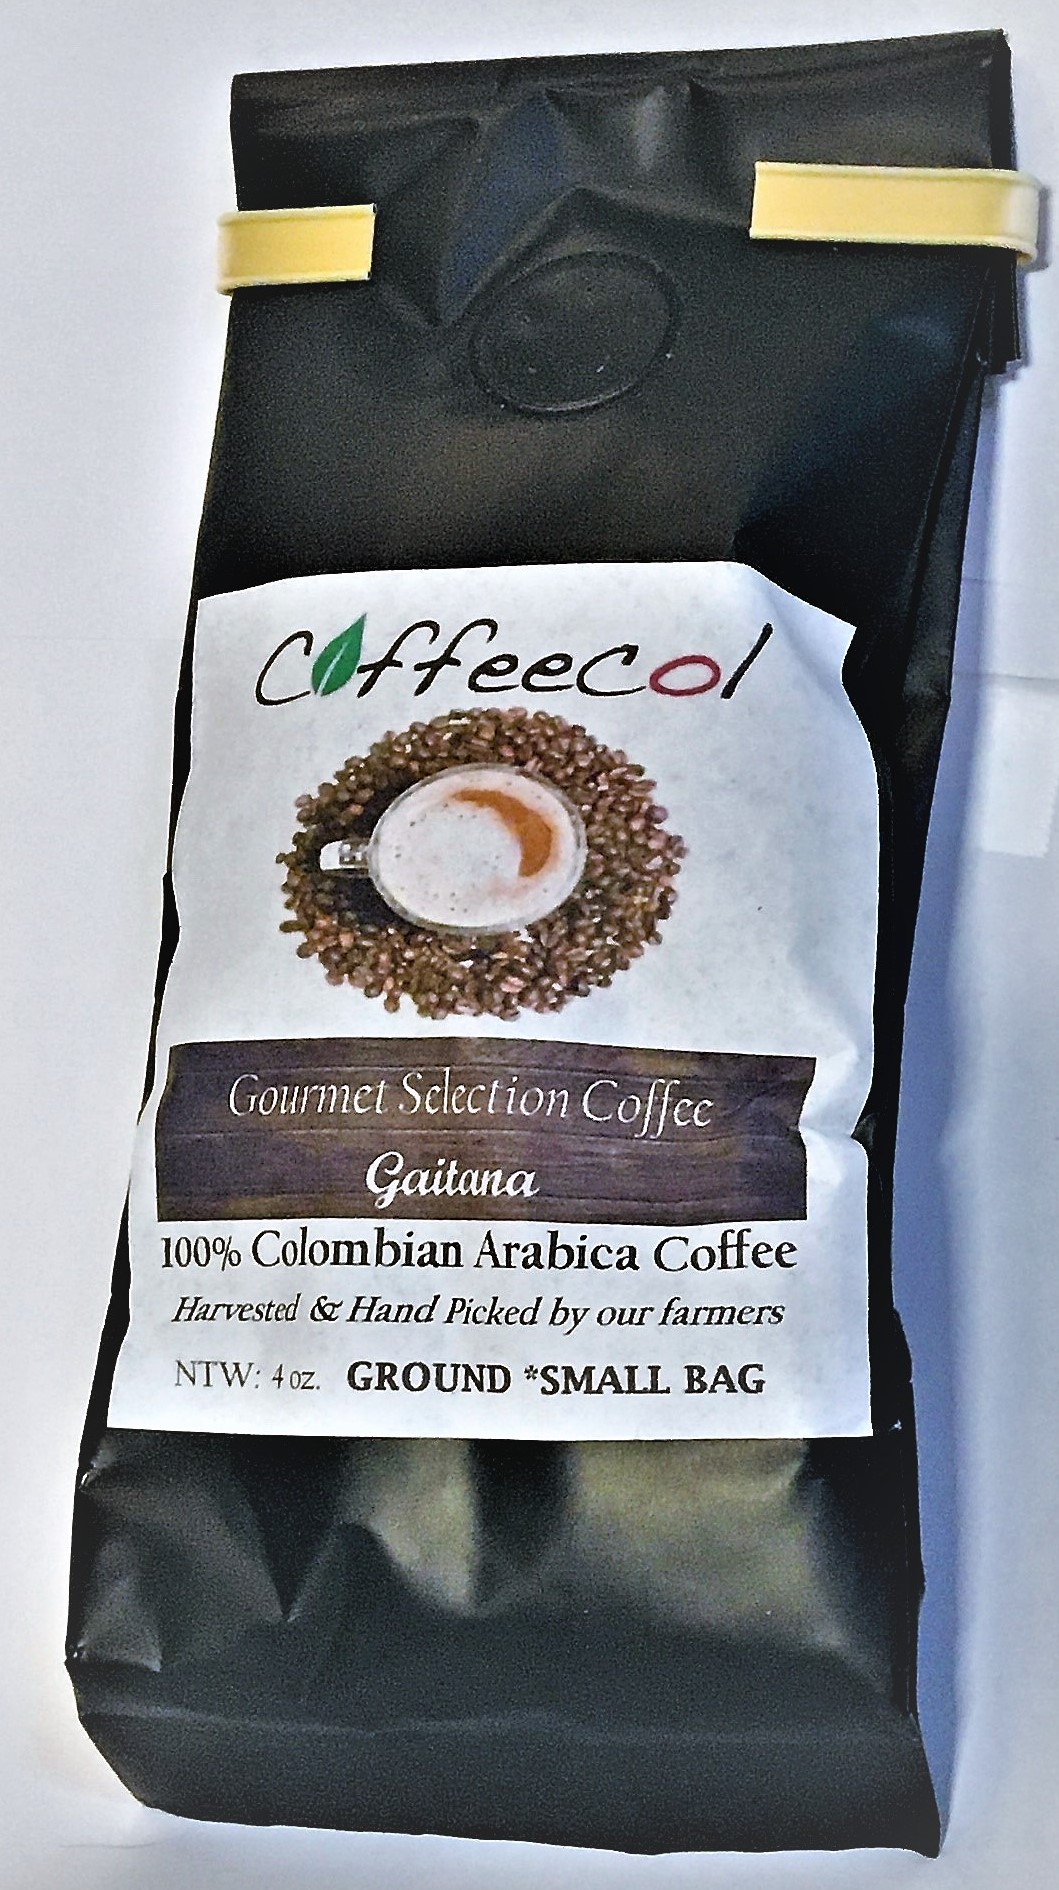 Coffeecol
Gourmet Selection Coffee
Gaitana
100% Colombian Arabica Coffee
Harvested & Hand Picked by our farmers
NTW: 4 oz. GROUND *SMALL BAG